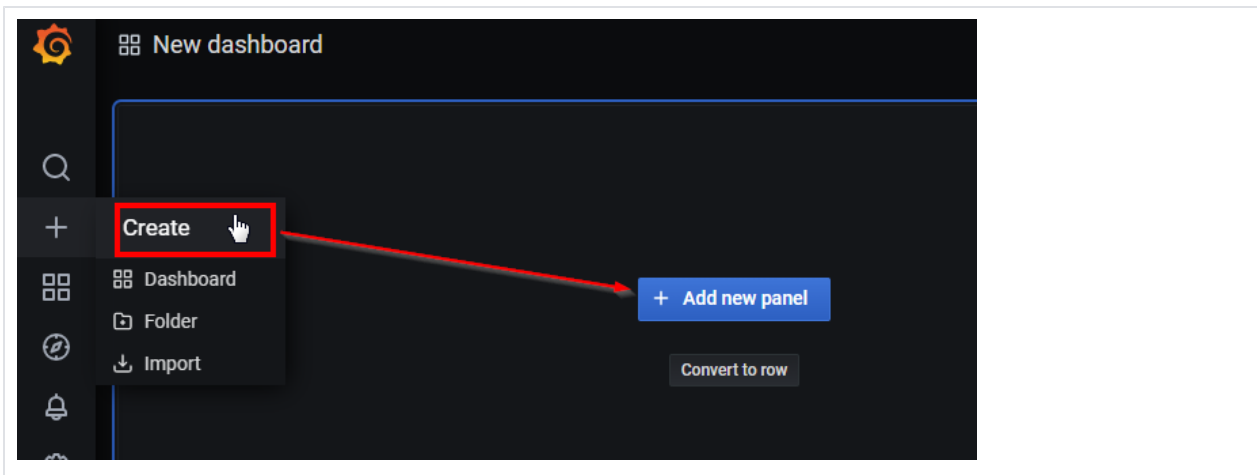 New dashboard
Create
Dashboard
Folder
Import
+ Add new panel
Convert to row